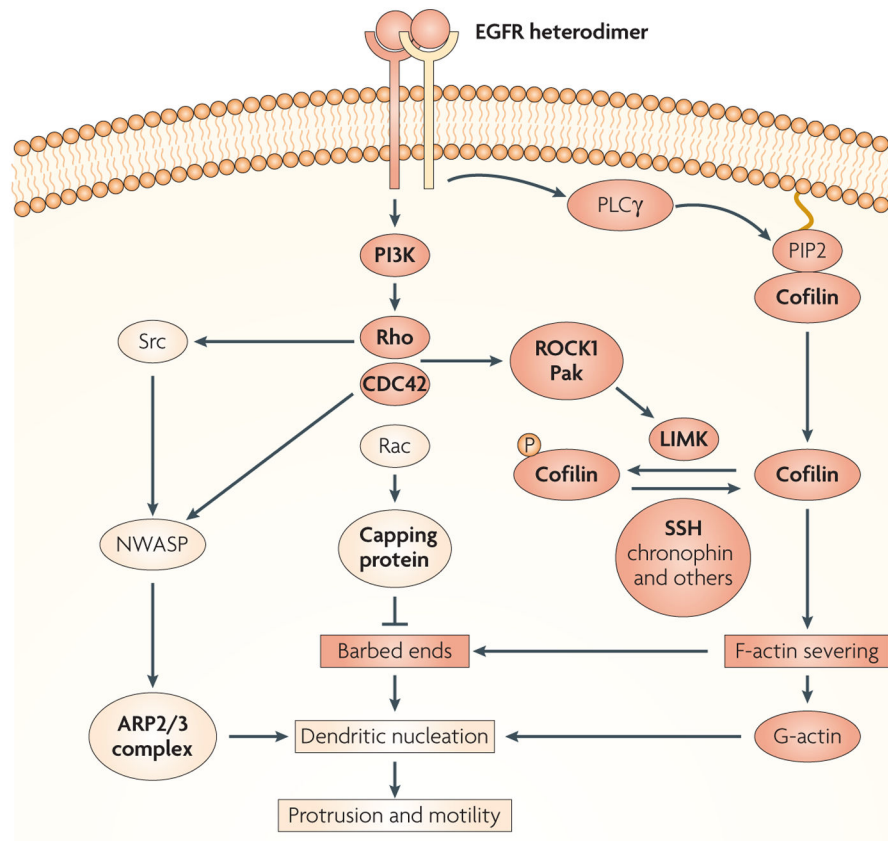 EGFR heterodimer
PLCγ
PI3K
PIP2
Cofilin
Src
Rho
CDC42
ROCK1
Pak
LIMK
Rac
P
Cofilin
Cofilin
NWASP
Capping
protein
SSH
chronophin
and others
Barbed ends
F-actin severing
ARP2/3
complex
Dendritic nucleation
G-actin
Protrusion and motility